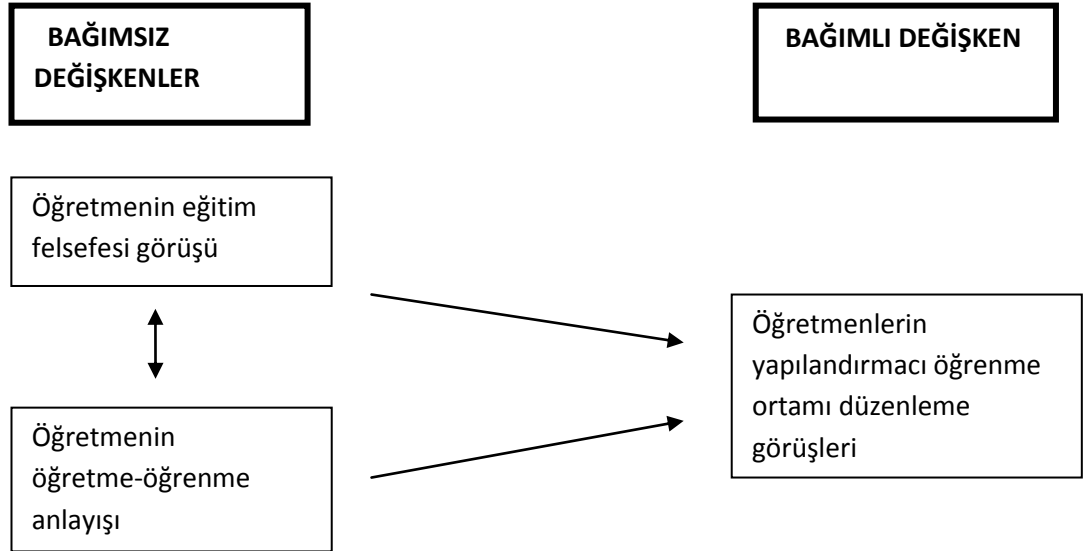 BAĞIMSIZ
DEĞİŞKENLER
BAĞIMLI DEĞİŞKEN
Öğretmenin eğitim
felsefesi görüşü
Öğretmenin
öğretme-öğrenme
anlayışı
Öğretmenlerin
yapılandırmacı öğrenme
ortamı düzenleme
görüşleri